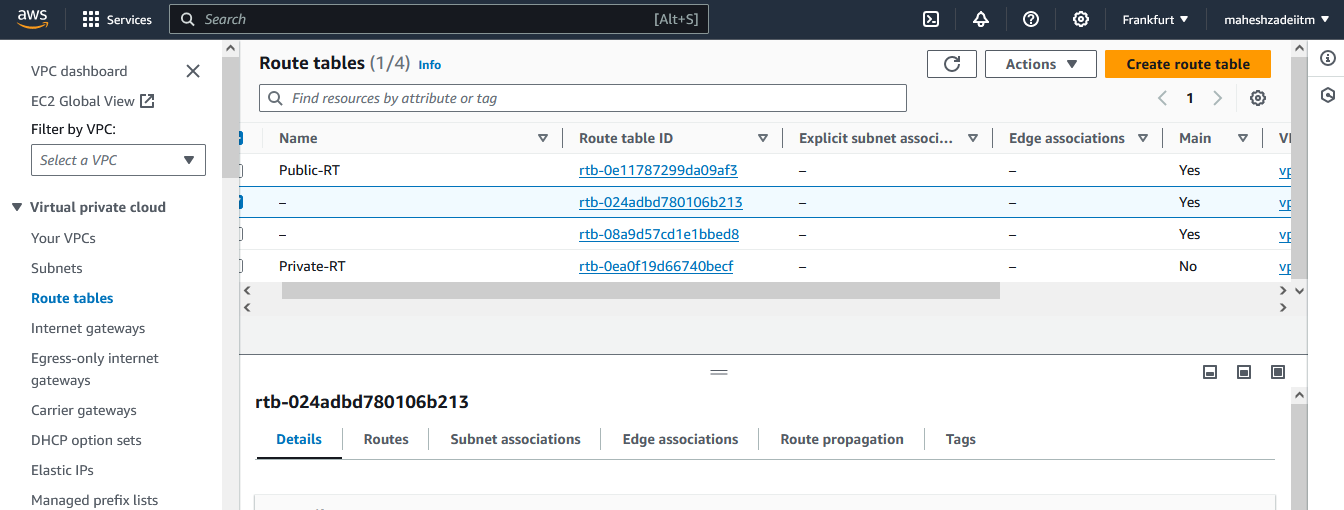 aws Services Search [Alt+S] Frankfurt maheshzadeiitm
VPC dashboard
EC2 Global View
Filter by VPC:
Select a VPC
Virtual private cloud
Your VPCs
Subnets
Route tables
Internet gateways
Egress-only internet
gateways
Carrier gateways
DHCP option sets
Elastic IPs
Managed prefix lists
Route tables (1/4) Info Actions Create route table
Find resources by attribute or tag 1
Name Route table ID Explicit subnet associ... Edge associations Main
Public-RT rtb-0e11787299da09af3 – – Yes
– rtb-024adbd780106b213 – – Yes
– rtb-08a9d57cd1e1bbed8 – – Yes
Private-RT rtb-0ea0f19d66740becf – – No
rtb-024adbd780106b213
Details Routes Subnet associations Edge associations Route propagation Tags